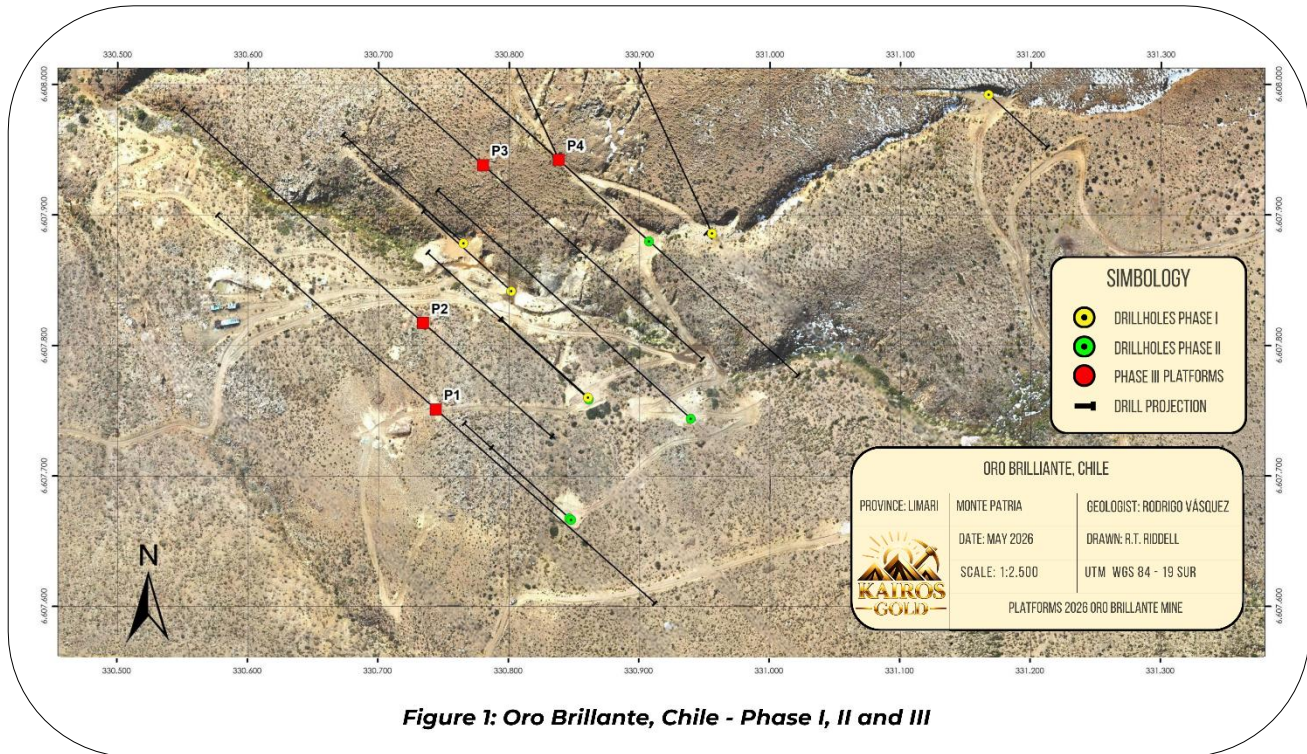 330.500 330.600 330.700 330.800 330.900 331.000 331.100 331.200 331.300
6.608.000 6.608.000
P3 P4
6.607.900 6.607.900
SIMBOLOGY
DRILLHOLES PHASE I
DRILLHOLES PHASE II
PHASE III PLATFORMS
DRILL PROJECTION
P2
6.607.800 6.607.800
P1
6.607.700 6.607.700
ORO BRILLIANTE, CHILE
PROVINCE: LIMARI MONTE PATRIA GEOLOGIST: RODRIGO VÁSQUEZ
DATE: MAY 2026 DRAWN: R.T. RIDDELL
SCALE: 1:2.500 UTM WGS 84 - 19 SUR
KAIROS
GOLD
PLATFORMS 2026 ORO BRILLANTE MINE
N
6.607.600 6.607.600
330.500 330.600 330.700 330.800 330.900 331.000 331.100 331.200 331.300
Figure 1: Oro Brillante, Chile - Phase I, II and III